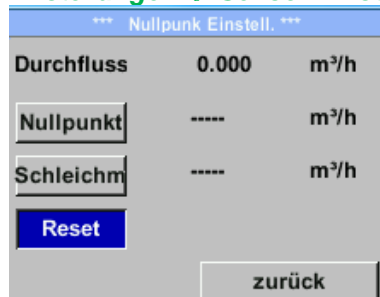 *** Nullpunk Einstell. ***
Durchfluss 0.000 m³/h
Nullpunkt ----- m³/h
Schleichm ----- m³/h
Reset
zurück